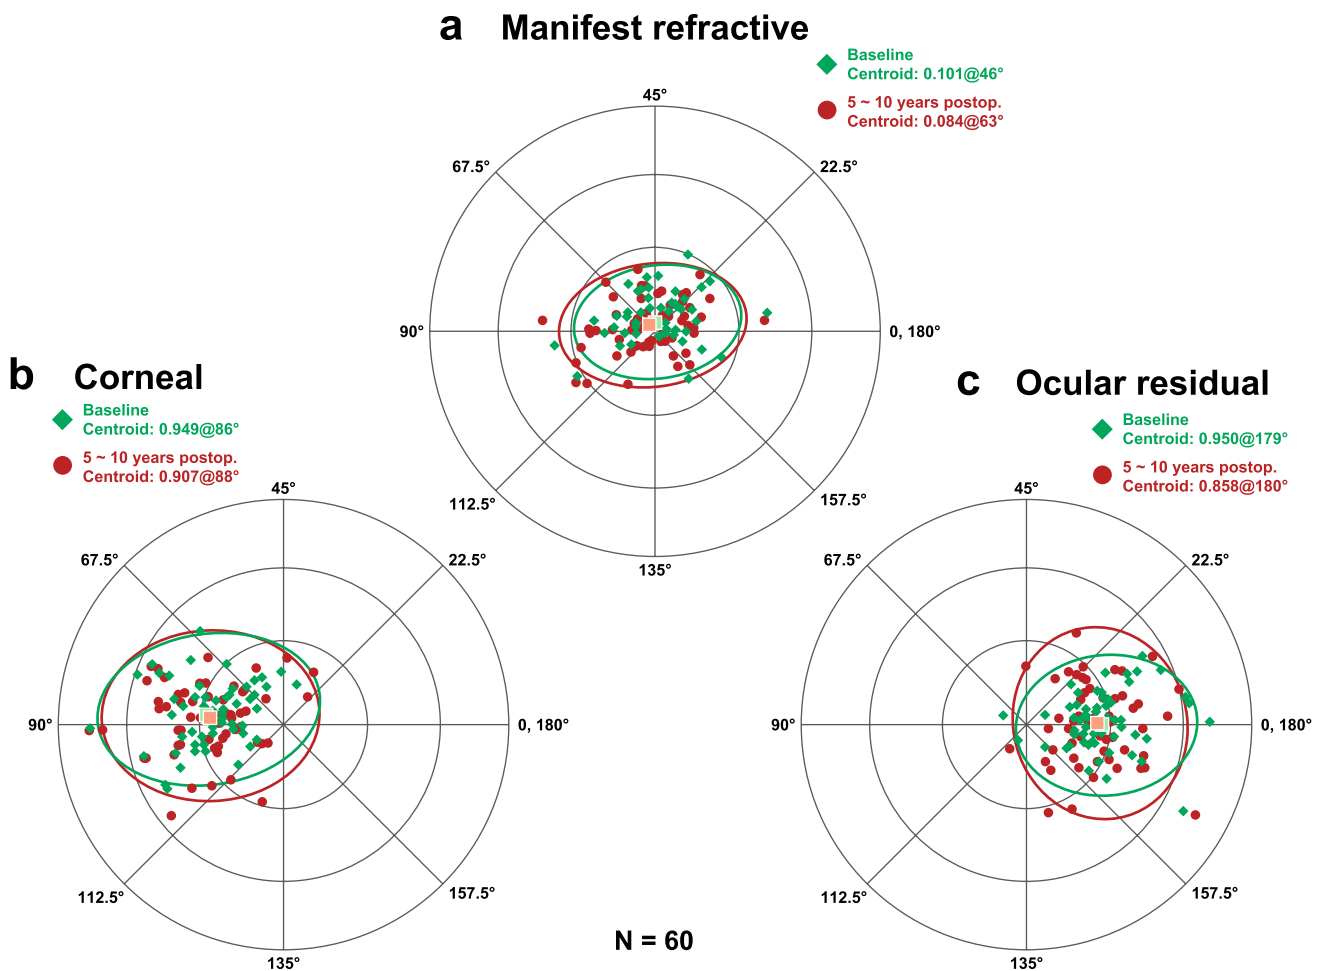 a Manifest refractive
Baseline
Centroid: 0.101@46°
5 ~ 10 years postop.
Centroid: 0.084@63°
45°
67.5°
22.5°
90°
0, 180°
112.5°
157.5°
135°
b Corneal
Baseline
Centroid: 0.949@86°
5 ~ 10 years postop.
Centroid: 0.907@88°
45°
67.5°
22.5°
90°
0, 180°
112.5°
157.5°
135°
c Ocular residual
Baseline
Centroid: 0.950@179°
5 ~ 10 years postop.
Centroid: 0.858@180°
45°
67.5°
22.5°
90°
0, 180°
112.5°
157.5°
135°
N = 60